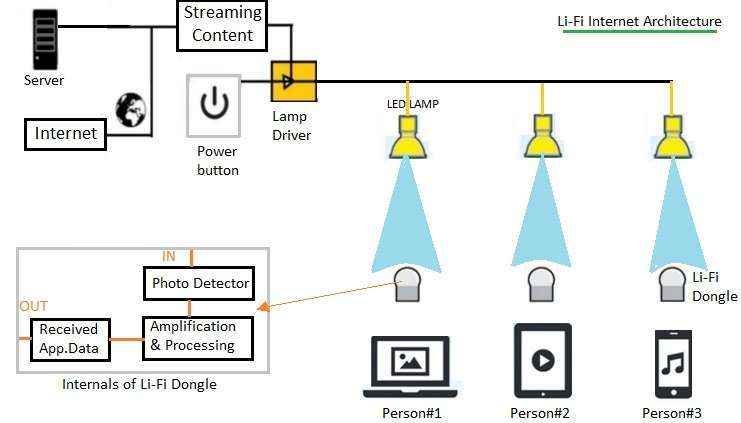 Streaming
Content
Li-Fi Internet Architecture
Server
Internet
Power
button
Lamp
Driver
LED LAMP
IN
Photo Detector
OUT
Received
App.Data
Amplification
& Processing
Internals of Li-Fi Dongle
Li-Fi
Dongle
Person#1
Person#2
Person#3